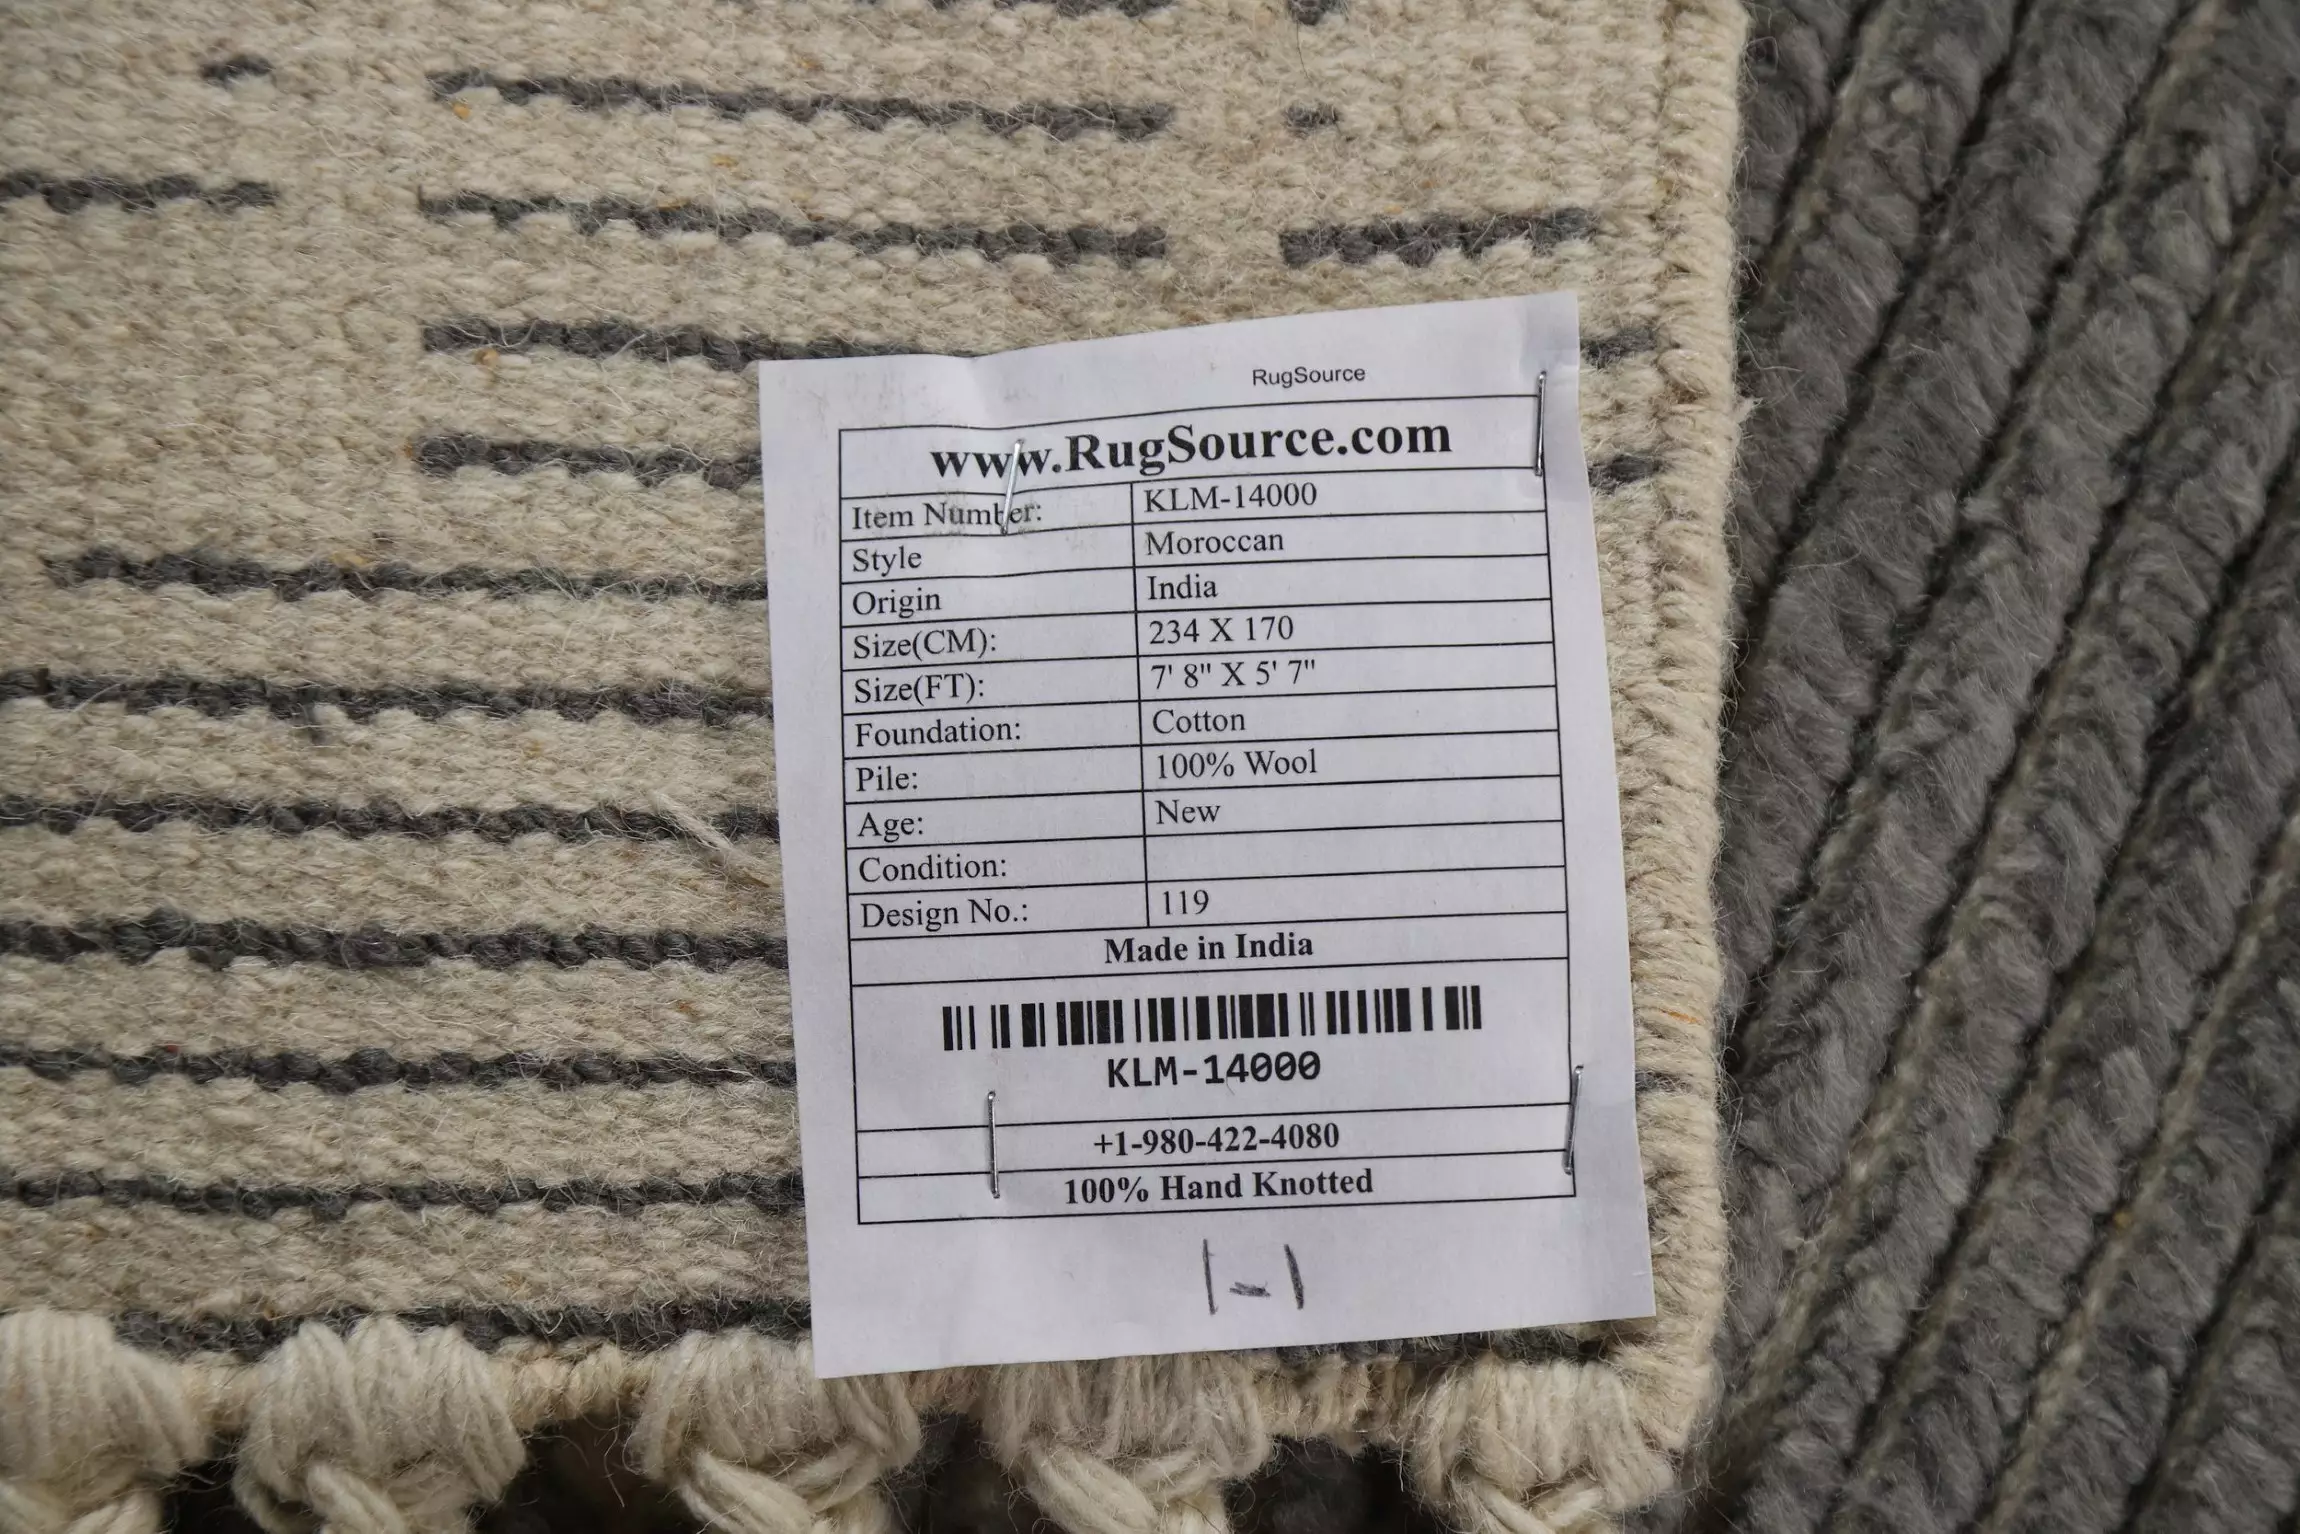 RugSource
www.RugSource.com
Item Number: KLM-14000
Style Moroccan
Origin India
Size(CM): 234 X 170
Size(FT): 7' 8" X 5' 7"
Foundation: Cotton
Pile: 100% Wool
Age: New
Condition:
Design No.: 119
Made in India
KLM-14000
+1-980-422-4080
100% Hand Knotted
1-1